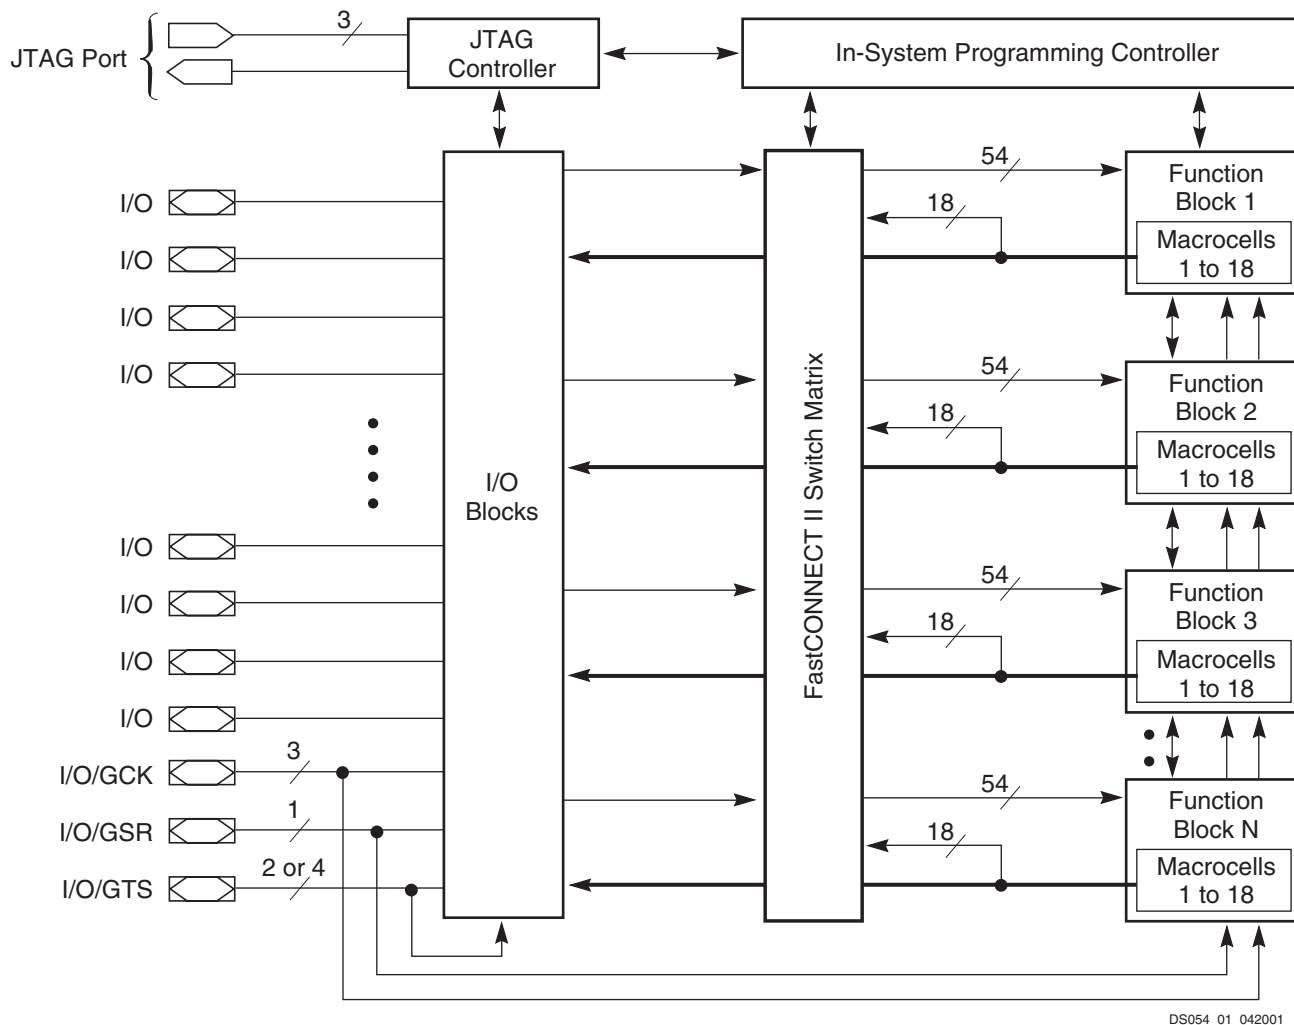 JTAG Port
3
JTAG
Controller
In-System Programming Controller
I/O
I/O
I/O
I/O
I/O
I/O
I/O
I/O
I/O/GCK
3
I/O/GSR
1
I/O/GTS
2 or 4
I/O
Blocks
FastCONNECT II Switch Matrix
54
18
Function
Block 1
Macrocells
1 to 18
54
18
Function
Block 2
Macrocells
1 to 18
54
18
Function
Block 3
Macrocells
1 to 18
54
18
Function
Block N
Macrocells
1 to 18
DS054_01_042001